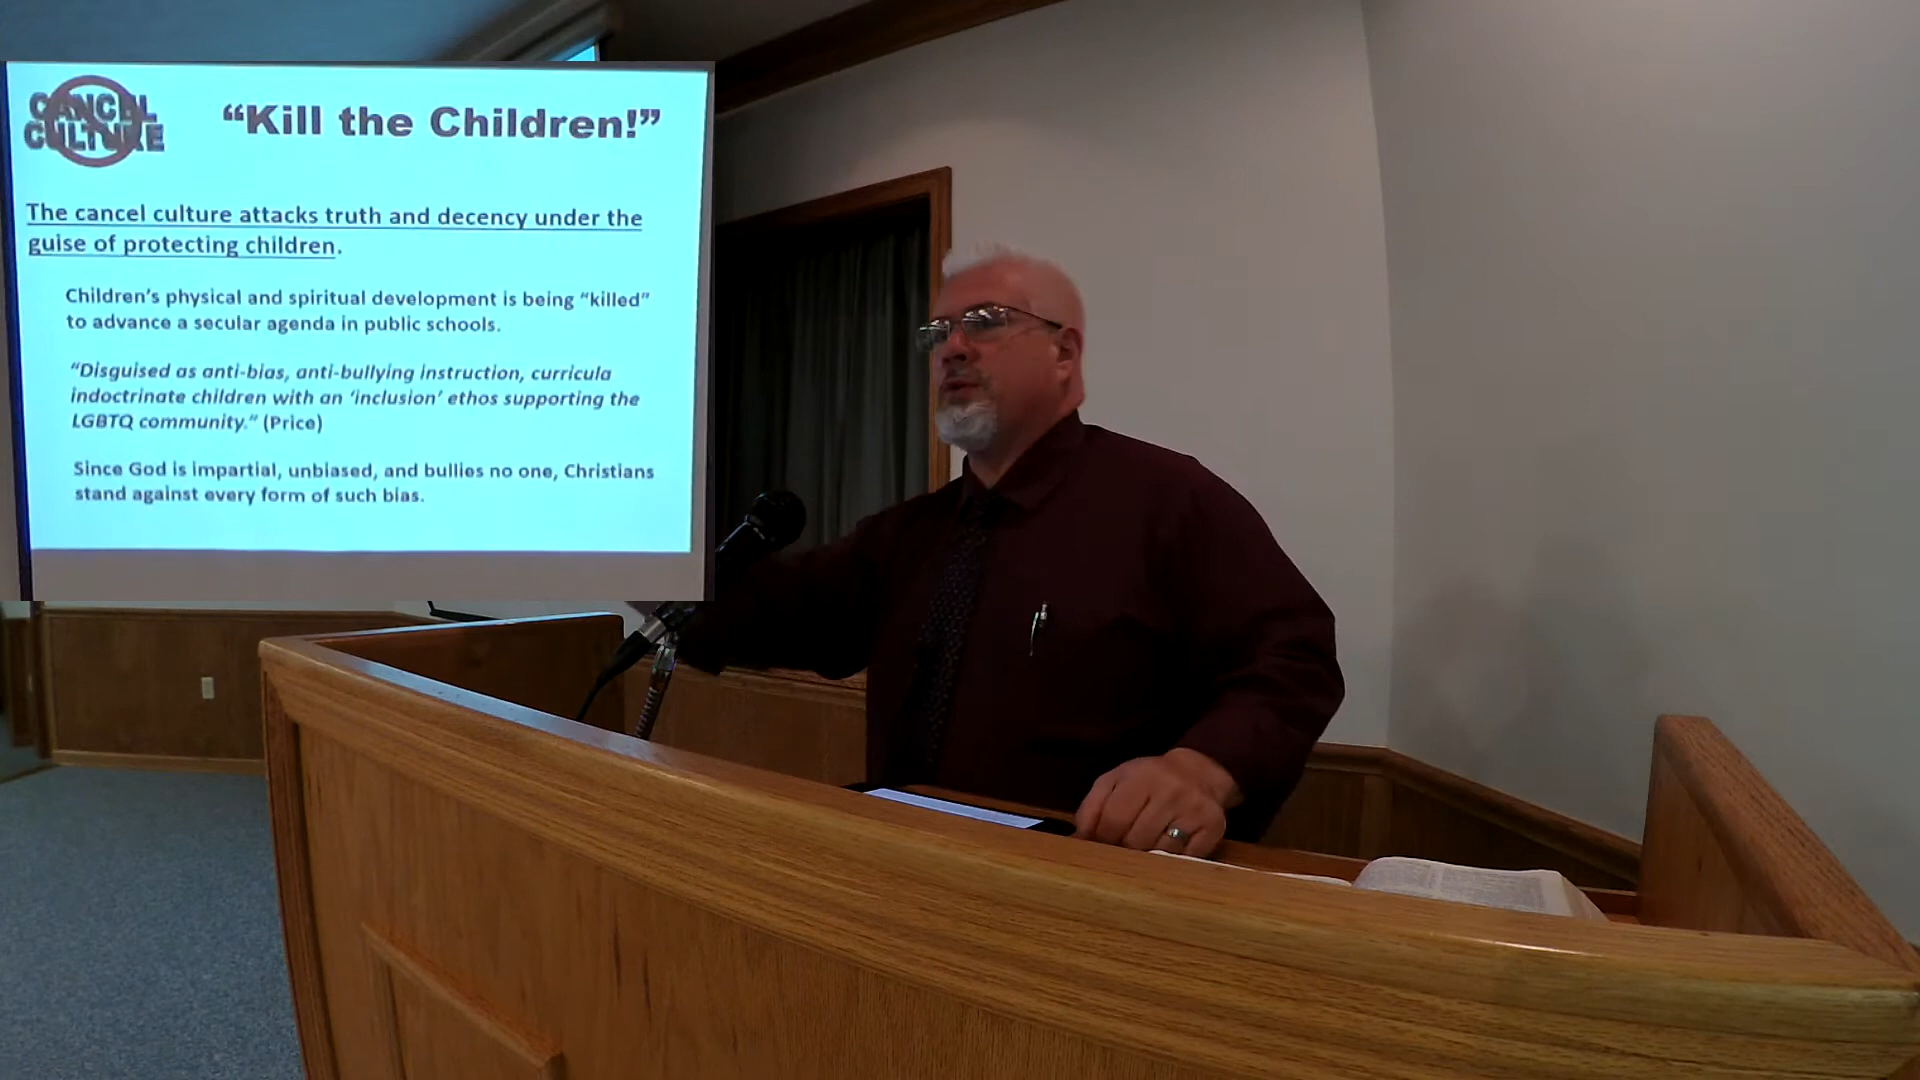 CANCEL
CULTURE
“Kill the Children!”
The cancel culture attacks truth and decency under the
guise of protecting children.
Children’s physical and spiritual development is being “killed”
to advance a secular agenda in public schools.
“Disguised as anti-bias, anti-bullying instruction, curricula
indoctrinate children with an ‘inclusion’ ethos supporting the
LGBTQ community.” (Price)
Since God is impartial, unbiased, and bullies no one, Christians
stand against every form of such bias.